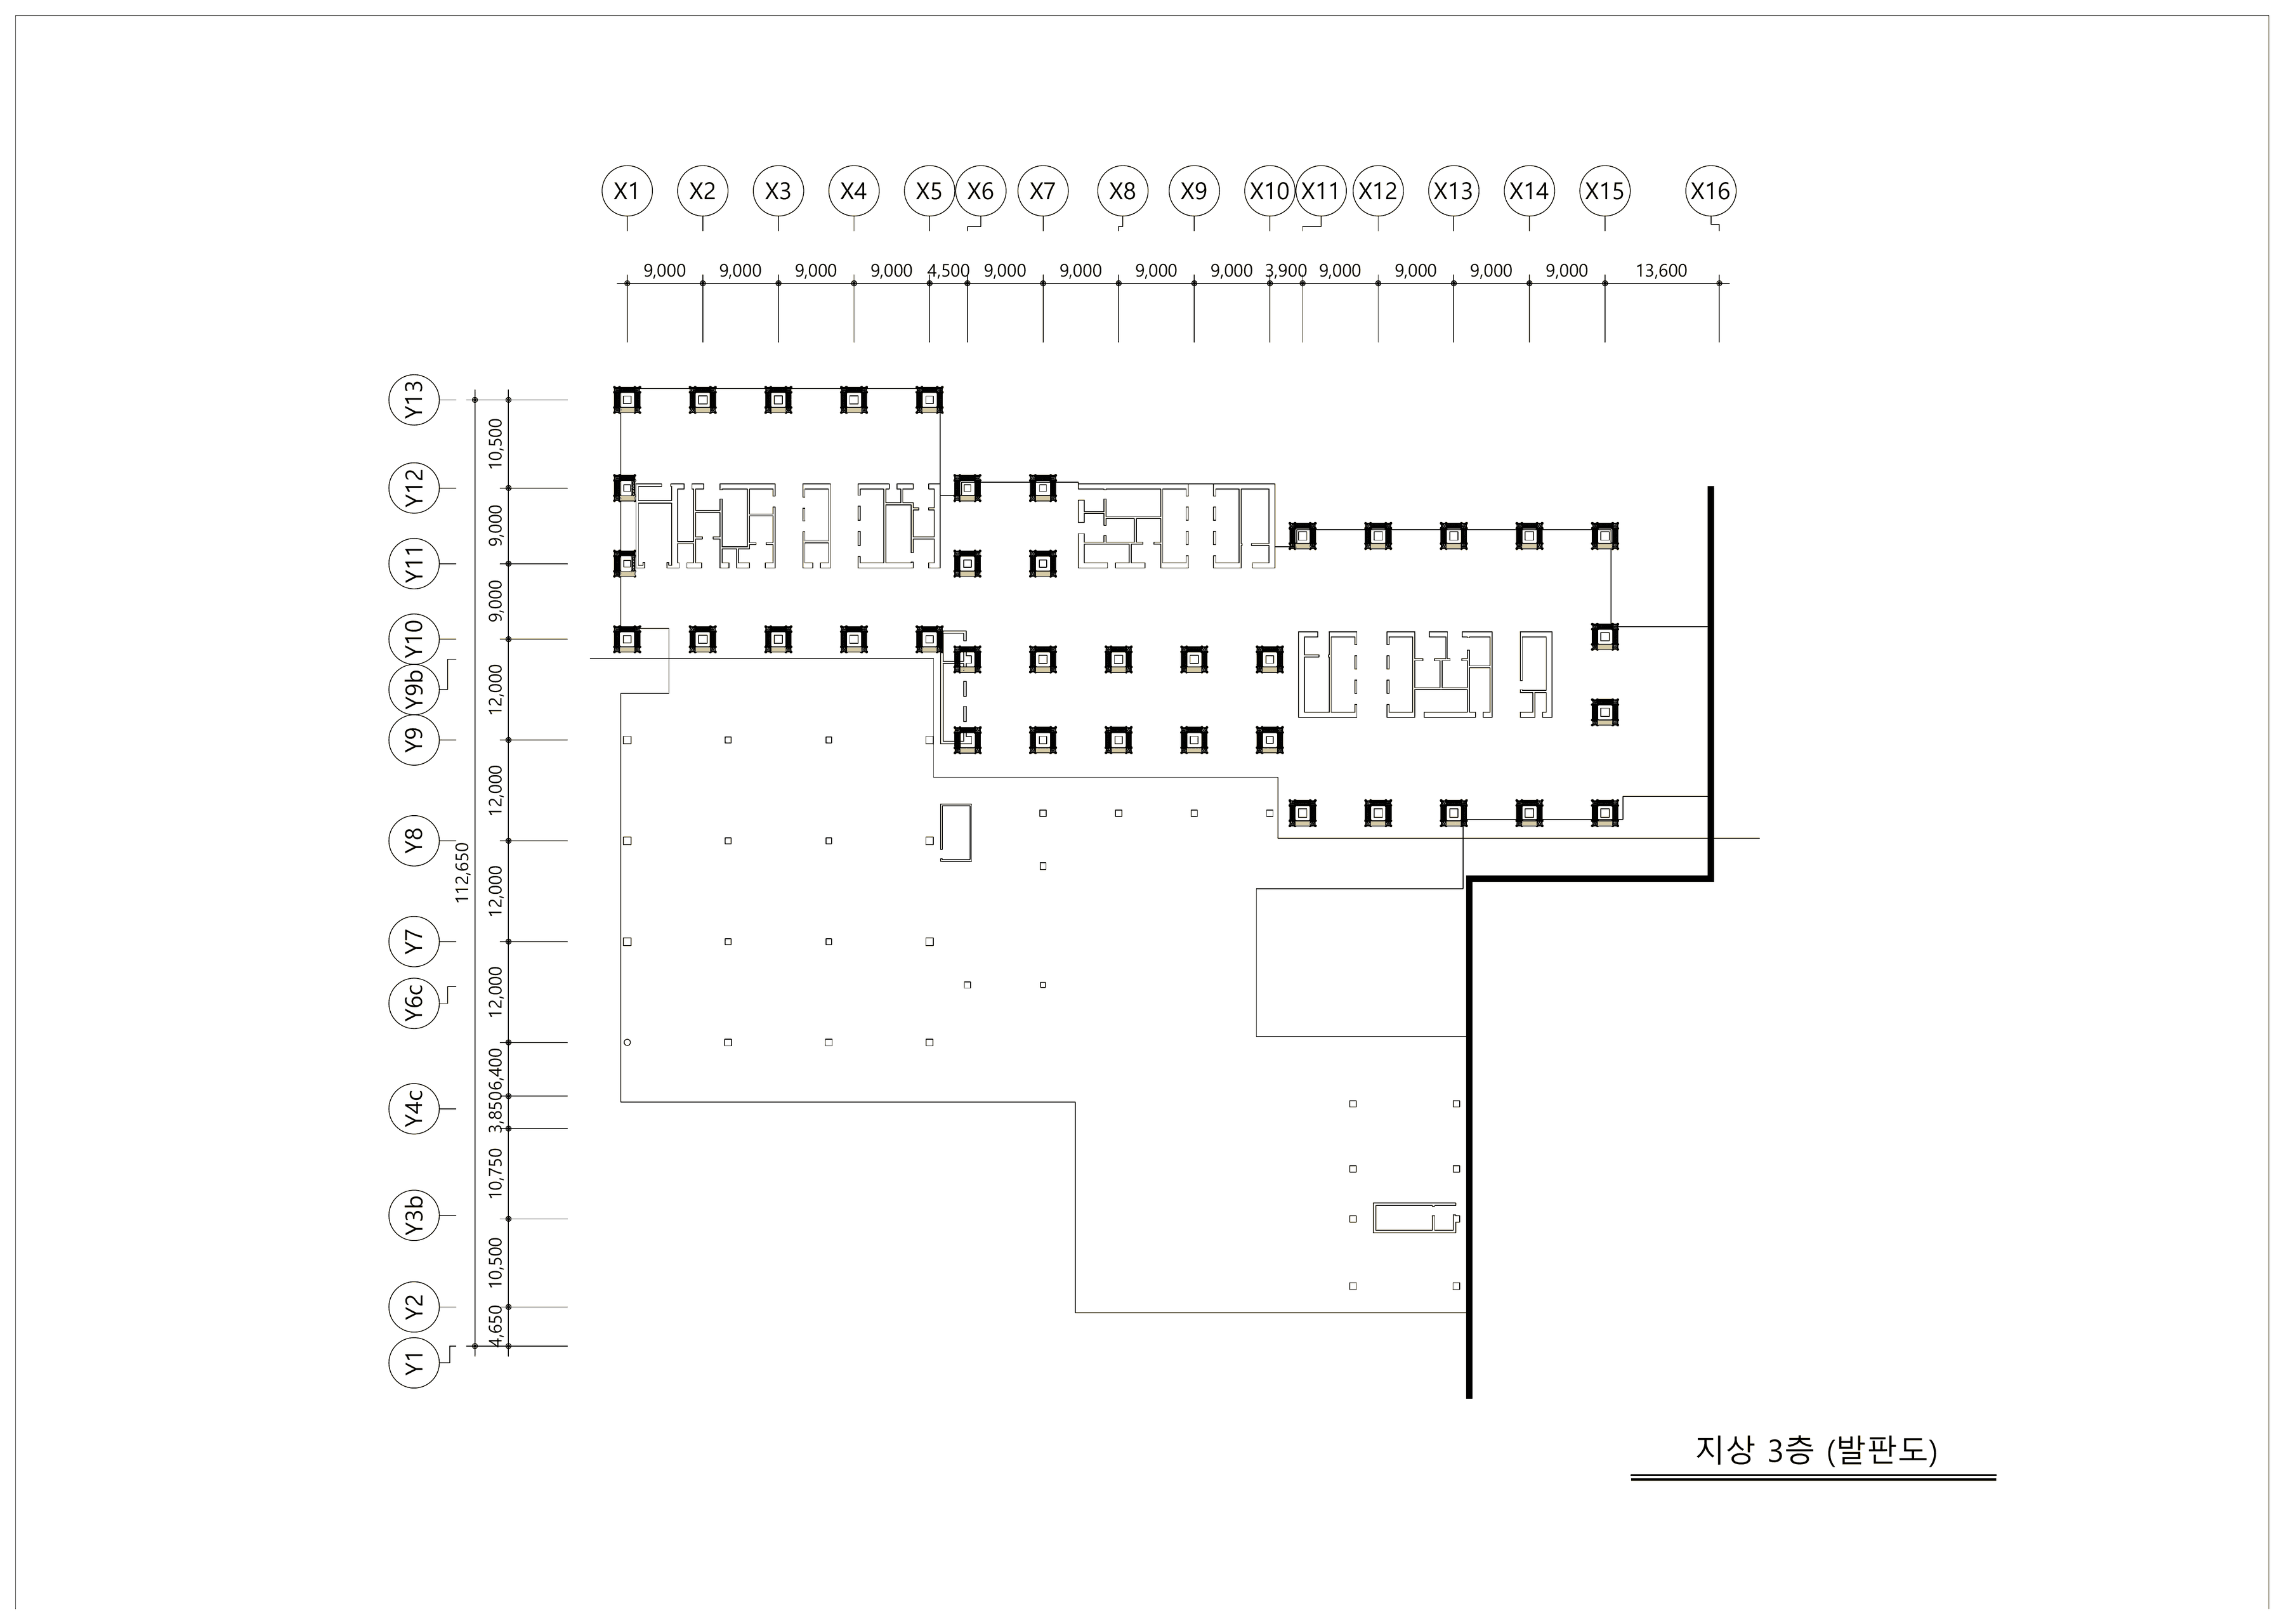 X1 X2 X3 X4 X5 X6 X7 X8 X9 X10 X11 X12 X13 X14 X15 X16
9,000 9,000 9,000 9,000 4,500 9,000 9,000 9,000 9,000 3,900 9,000 9,000 9,000 9,000 13,600
Y13
10,500
Y12
9,000
Y11
9,000
Y10
Y9b
12,000
Y9
12,000
Y8
112,650
12,000
Y7
12,000
Y6c
6,400
Y4c
3,850
10,750
Y3b
10,500
Y2
4,650
Y1
지상 3층 (발판도)